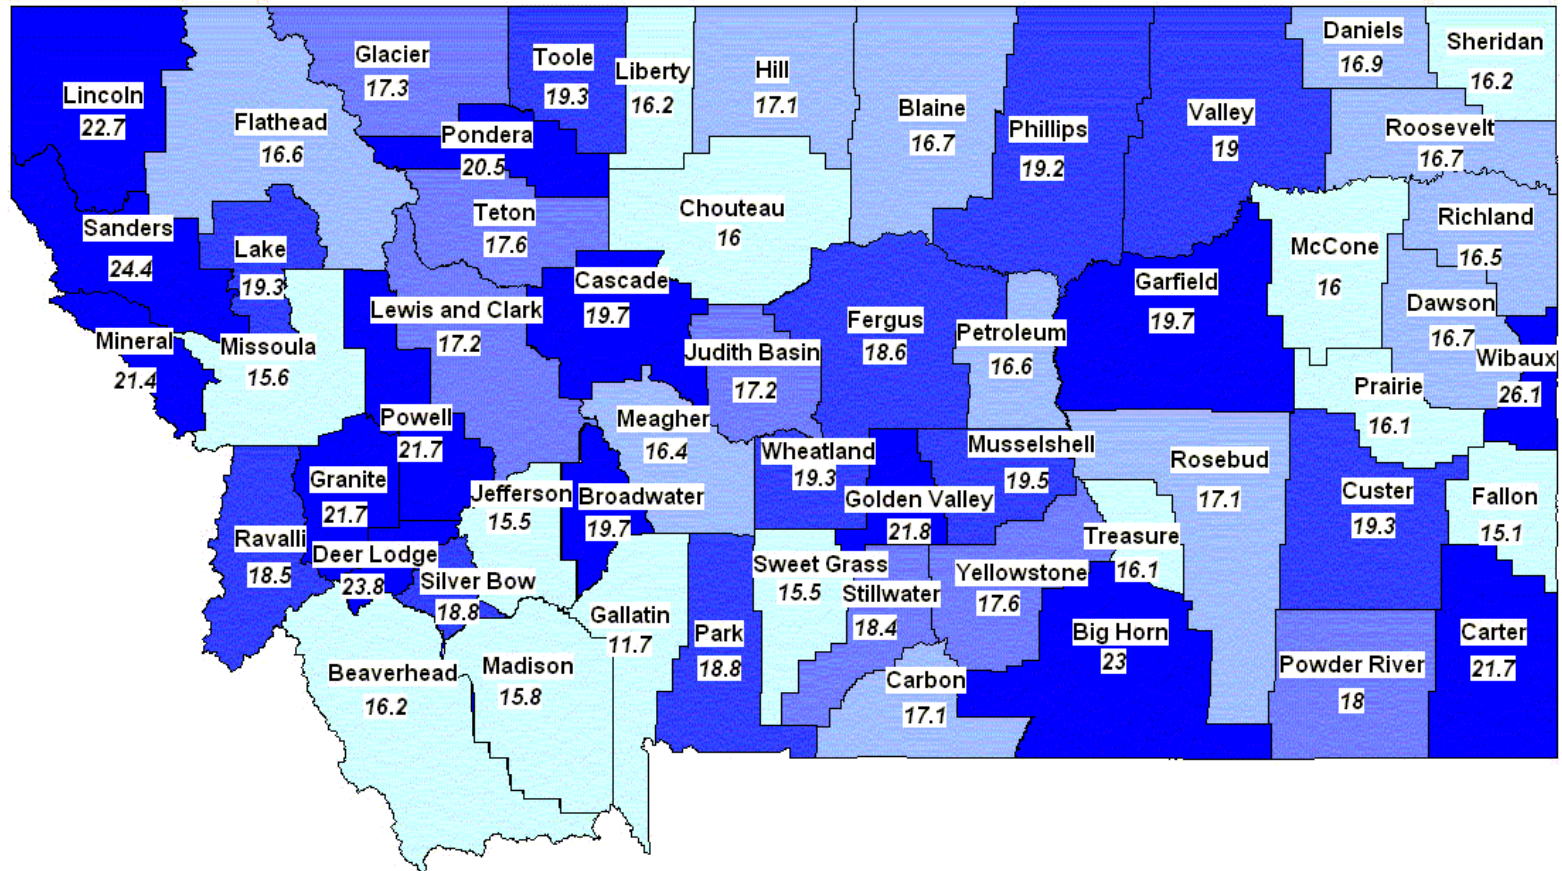 Lincoln
22.7
Flathead
16.6
Glacier
17.3
Toole
19.3
Liberty
16.2
Hill
17.1
Blaine
16.7
Phillips
19.2
Valley
19
Daniels
16.9
Sheridan
16.2
Roosevelt
16.7
Pondera
20.5
Teton
17.6
Chouteau
16
Sanders
24.4
Lake
19.3
Richland
16.5
McCone
16
Garfield
19.7
Cascade
19.7
Lewis and Clark
17.2
Dawson
16.7
Fergus
18.6
Petroleum
16.6
Mineral
21.4
Missoula
15.6
Judith Basin
17.2
Wibaux
26.1
Prairie
16.1
Powell
21.7
Meagher
16.4
Wheatland
19.3
Musselshell
19.5
Rosebud
17.1
Granite
21.7
Jefferson
15.5
Broadwater
19.7
Golden Valley
21.8
Custer
19.3
Fallon
15.1
Ravalli
18.5
Deer Lodge
23.8
Silver Bow
18.8
Sweet Grass
15.5
Stillwater
18.4
Yellowstone
17.6
Treasure
16.1
Gallatin
11.7
Park
18.8
Big Horn
23
Carter
21.7
Beaverhead
16.2
Madison
15.8
Carbon
17.1
Powder River
18